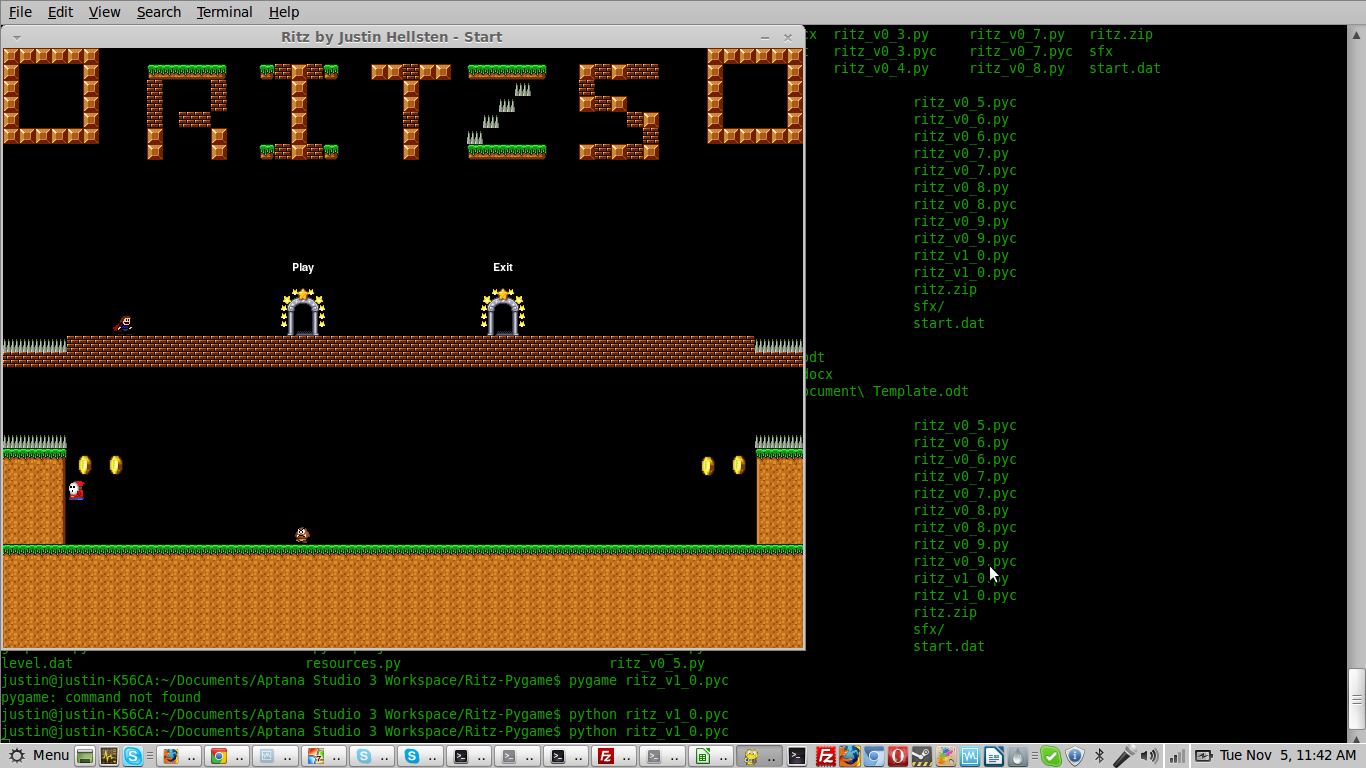 File Edit View Search Terminal Help
Ritz by Justin Hellsten - Start
ritz_v0_3.py ritz_v0_7.py ritz.zip
ritz_v0_3.pyc ritz_v0_7.pyc sfx
ritz_v0_4.py ritz_v0_8.py start.dat
RITZ
ritz_v0_5.pyc
ritz_v0_6.py
ritz_v0_6.pyc
ritz_v0_7.py
ritz_v0_7.pyc
ritz_v0_8.py
ritz_v0_8.pyc
ritz_v0_9.py
ritz_v0_9.pyc
ritz_v1_0.py
Play Exit
ritz_v1_0.pyc
ritz.zip
sfx/
start.dat
odt
docx
ocument\ Template.odt
ritz_v0_5.pyc
ritz_v0_6.py
ritz_v0_6.pyc
ritz_v0_7.py
ritz_v0_7.pyc
ritz_v0_8.py
ritz_v0_8.pyc
ritz_v0_9.py
ritz_v0_9.pyc
ritz_v1_0.py
ritz_v1_0.pyc
ritz.zip
sfx/
start.dat
level.dat resources.py ritz_v0_5.py
justin@justin-K56CA:~/Documents/Aptana Studio 3 Workspace/Ritz-Pygame$ pygame ritz_v1_0.pyc
pygame: command not found
justin@justin-K56CA:~/Documents/Aptana Studio 3 Workspace/Ritz-Pygame$ python ritz_v1_0.pyc
justin@justin-K56CA:~/Documents/Aptana Studio 3 Workspace/Ritz-Pygame$ python ritz_v1_0.pyc
Menu .. .. .. .. .. .. .. .. .. .. .. .. .. Tue Nov 5, 11:42 AM